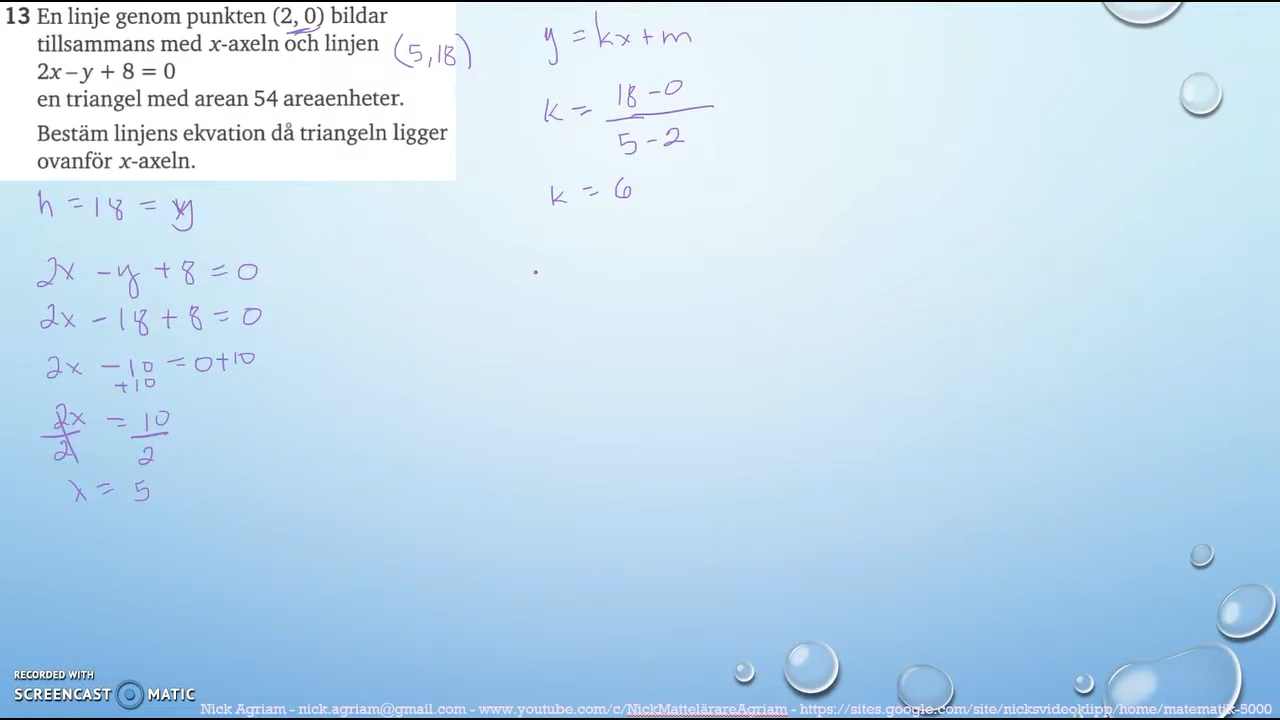 13 En linje genom punkten (2, 0) bildar
tillsammans med x-axeln och linjen
2x – y + 8 = 0
en triangel med arean 54 areaenheter.
Bestäm linjens ekvation då triangeln ligger
ovanför x-axeln.
(5,18)
h = 18 = y
2x - y + 8 = 0
2x - 18 + 8 = 0
2x - 10 = 0 + 10
+10
2x = 10
2 2
x = 5
y = kx + m
k = 18 - 0
5 - 2
k = 6
RECORDED WITH
SCREENCAST MATIC
Nick Agriam - nick.agriam@gmail.com - www.youtube.com/c/NickMattelärareAgriam - https://sites.google.com/site/nicksvideoklipp/home/matematik-5000